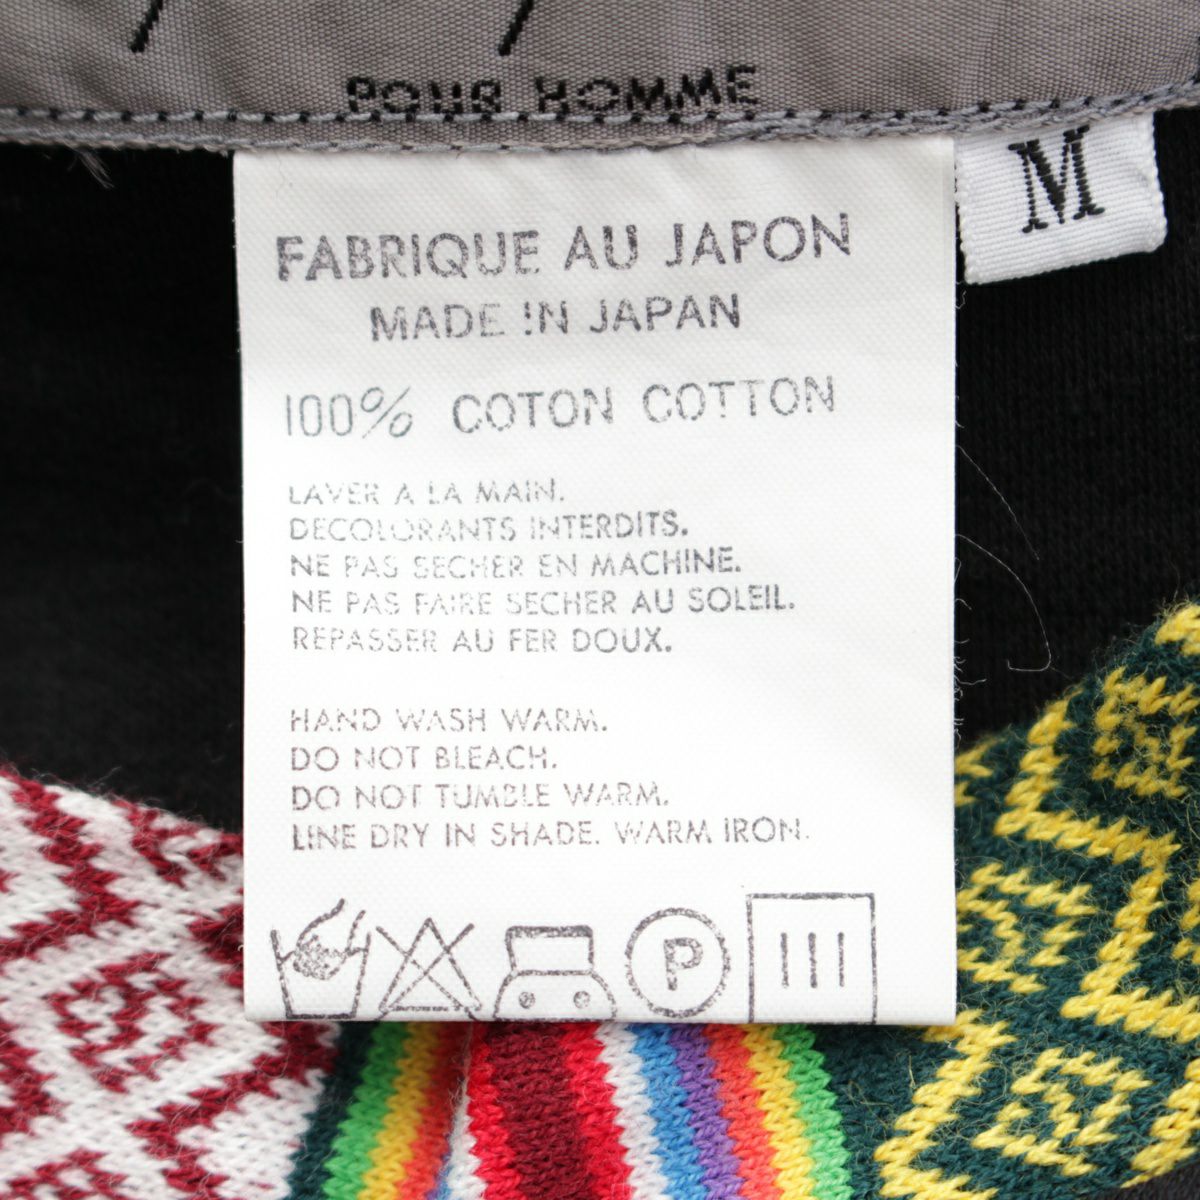 POUR HOMME
M
FABRIQUE AU JAPON
MADE IN JAPAN
100% COTON COTTON
LAVER A LA MAIN.
DECOLORANTS INTERDITS.
NE PAS SECHER EN MACHINE.
NE PAS FAIRE SECHER AU SOLEIL.
REPASSER AU FER DOUX.
HAND WASH WARM.
DO NOT BLEACH.
DO NOT TUMBLE WARM.
LINE DRY IN SHADE. WARM IRON.
P